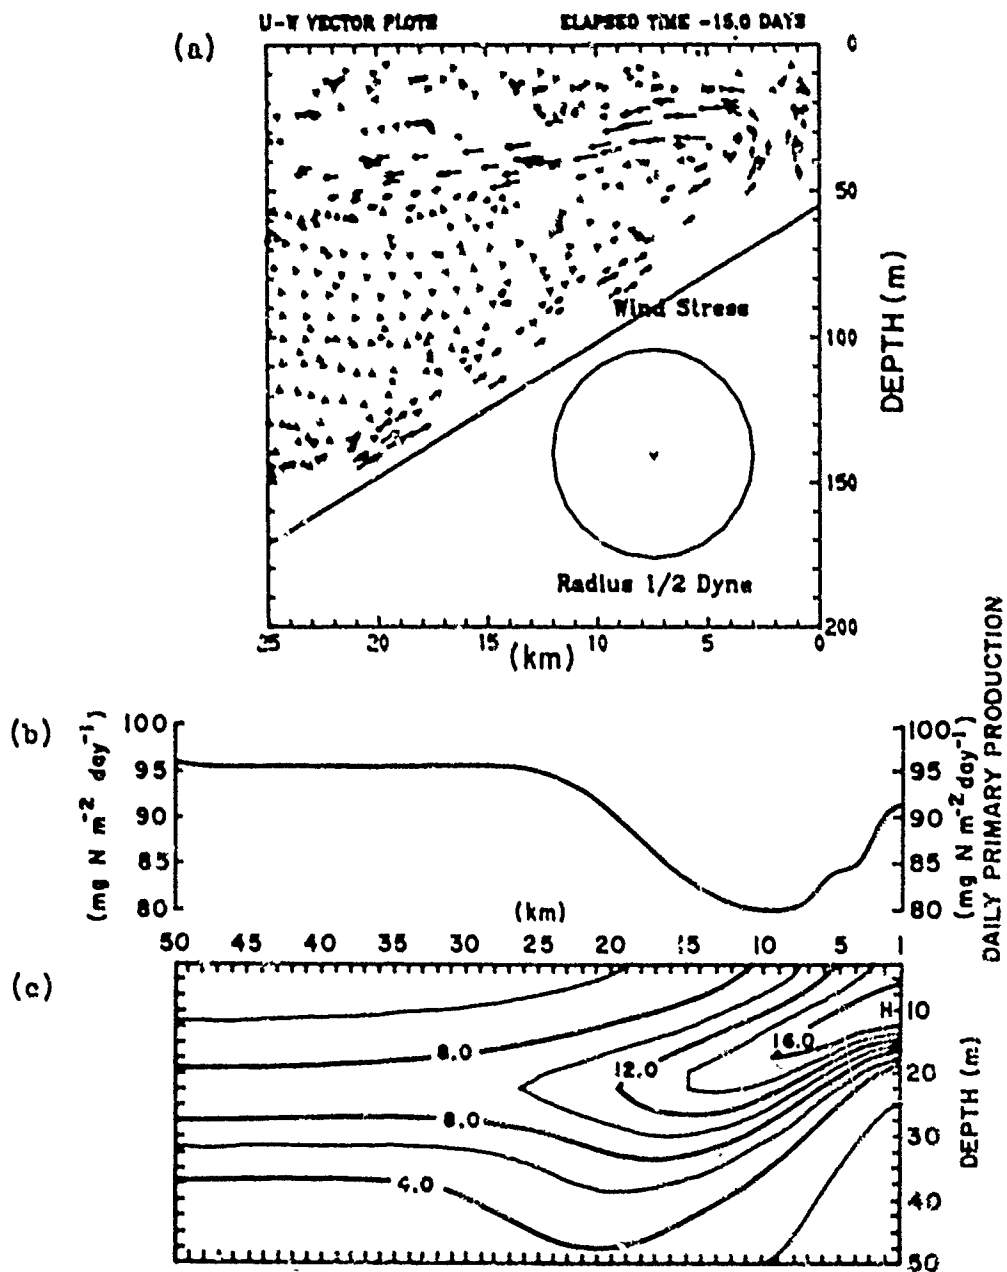 (a)
U-W VECTOR PLOTS ELAPSED TIME -15.0 DAYS
0
50
100
150
200
DEPTH (m)
Wind Stress
Radius 1/2 Dyne
25 20 15 10 5 0
(km)
(b)
100
95
90
85
80
(mg N m⁻² day⁻¹)
100
95
90
85
80
(mg N m⁻² day⁻¹)
DAILY PRIMARY PRODUCTION
(km)
50 45 40 35 30 25 20 15 10 5 1
(c)
H
10
20
30
40
50
DEPTH (m)
8.0
12.0
16.0
8.0
4.0